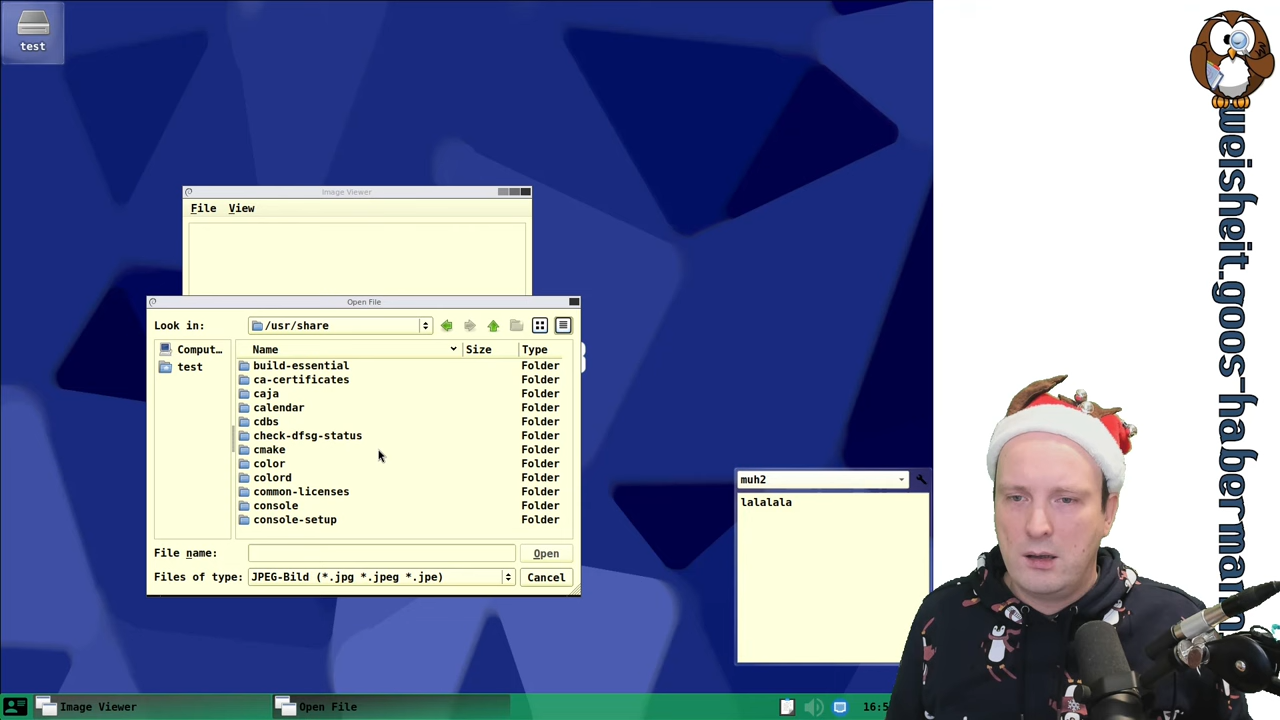 test
Image Viewer
File View
Open File
Look in: /usr/share
Comput...
test
Name Size Type
build-essential Folder
ca-certificates Folder
caja Folder
calendar Folder
cdbs Folder
check-dfsg-status Folder
cmake Folder
color Folder
colord Folder
common-licenses Folder
console Folder
console-setup Folder
File name: Open
Files of type: JPEG-Bild (*.jpg *.jpeg *.jpe) Cancel
muh2
lalalala
Image Viewer
Open File
16:5
weisheit.goos-habermann